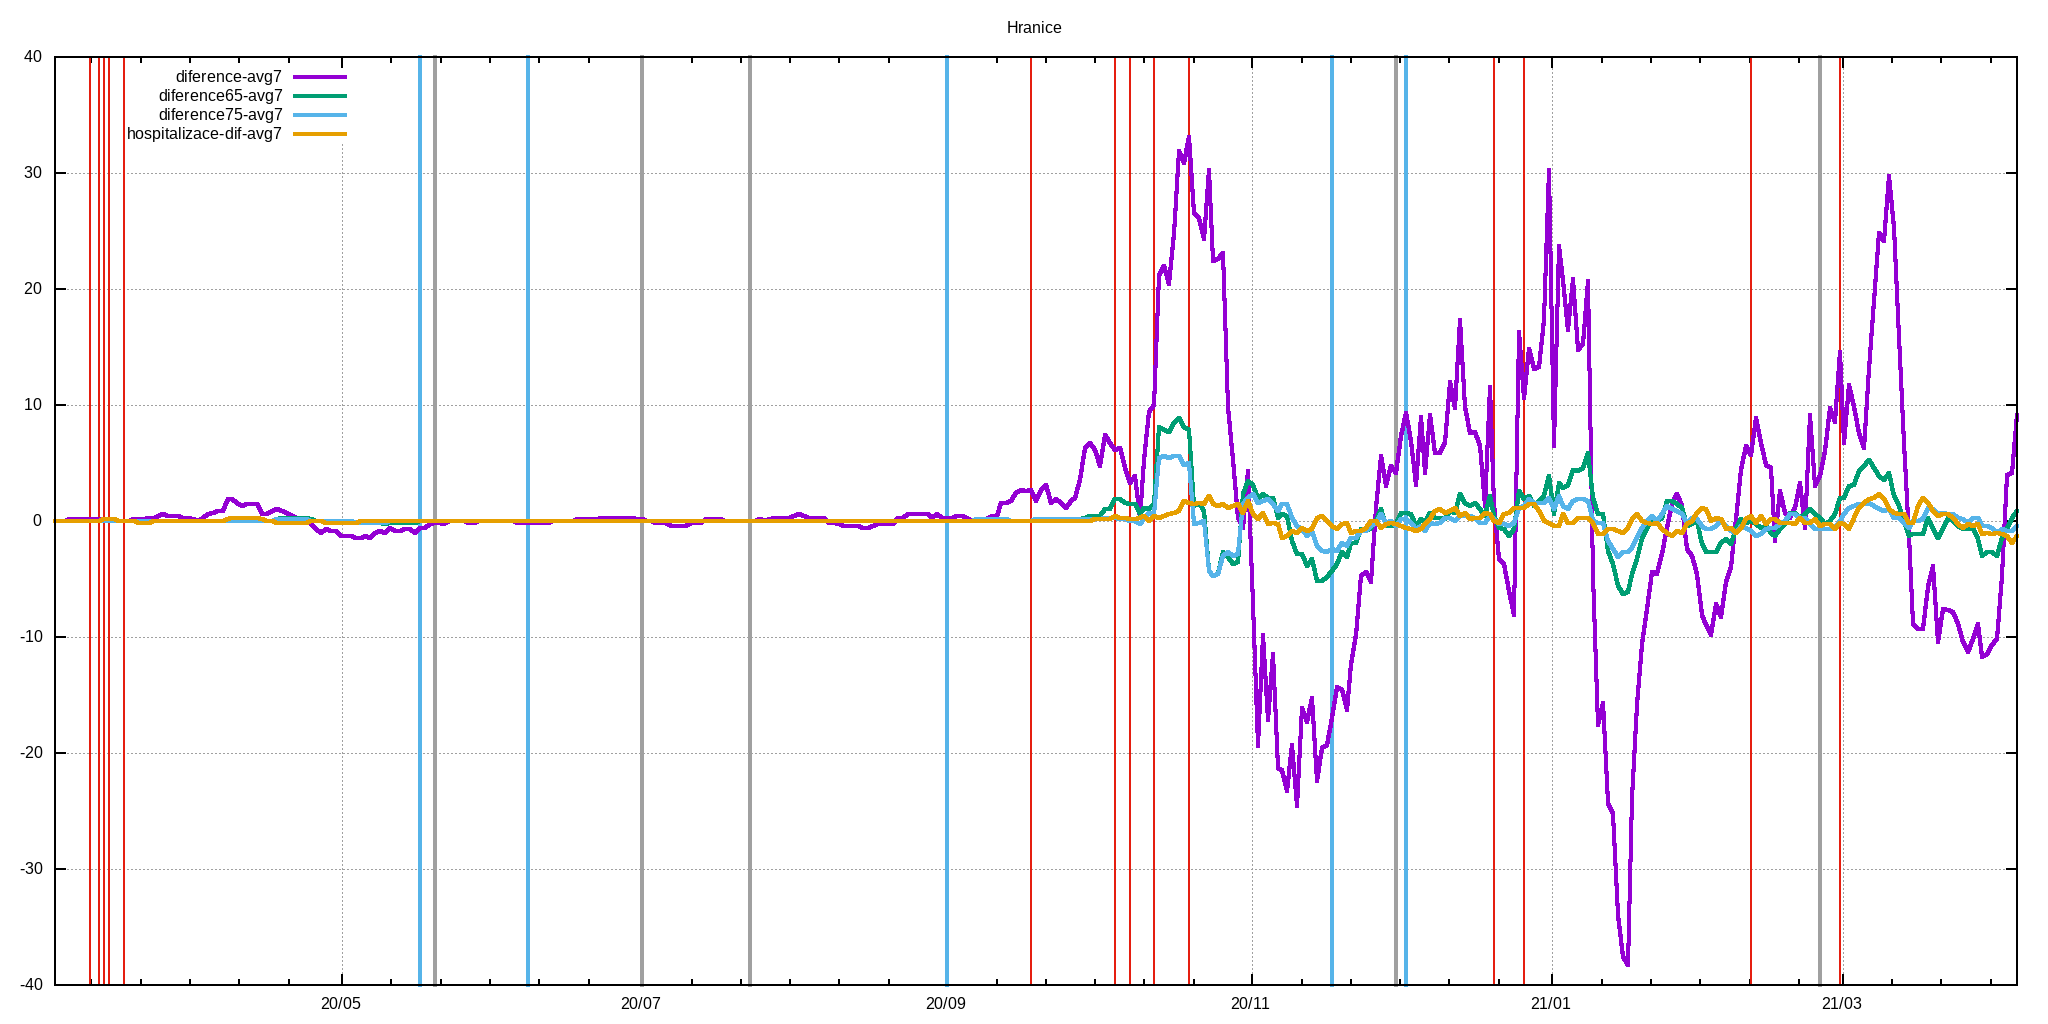 Hranice
diference-avg7
diference65-avg7
diference75-avg7
hospitalizace-dif-avg7
40
30
20
10
0
-10
-20
-30
-40
20/05 20/07 20/09 20/11 21/01 21/03